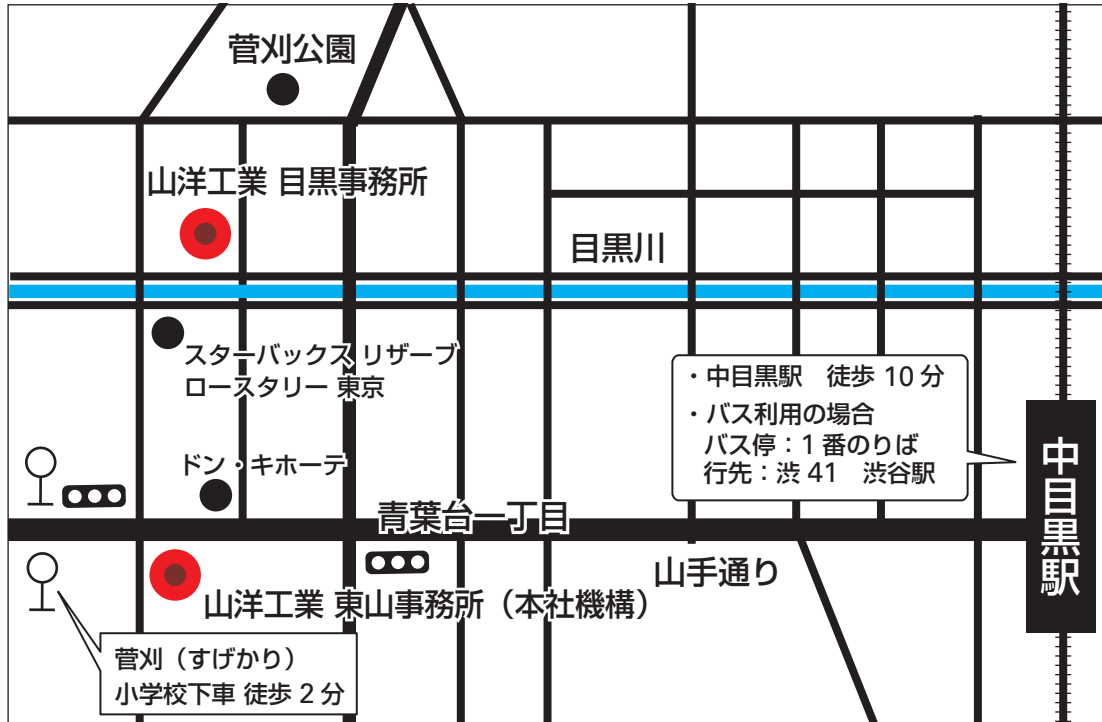 菅刈公園
山洋工業 目黒事務所
目黒川
スターバックス リザーブ
ロースタリー 東京
・中目黒駅　徒歩 10 分
・バス利用の場合
バス停：1 番のりば
行先：渋 41　渋谷駅
ドン・キホーテ
中目黒駅
青葉台一丁目
山手通り
山洋工業 東山事務所（本社機構）
菅刈（すげかり）
小学校下車 徒歩 2 分